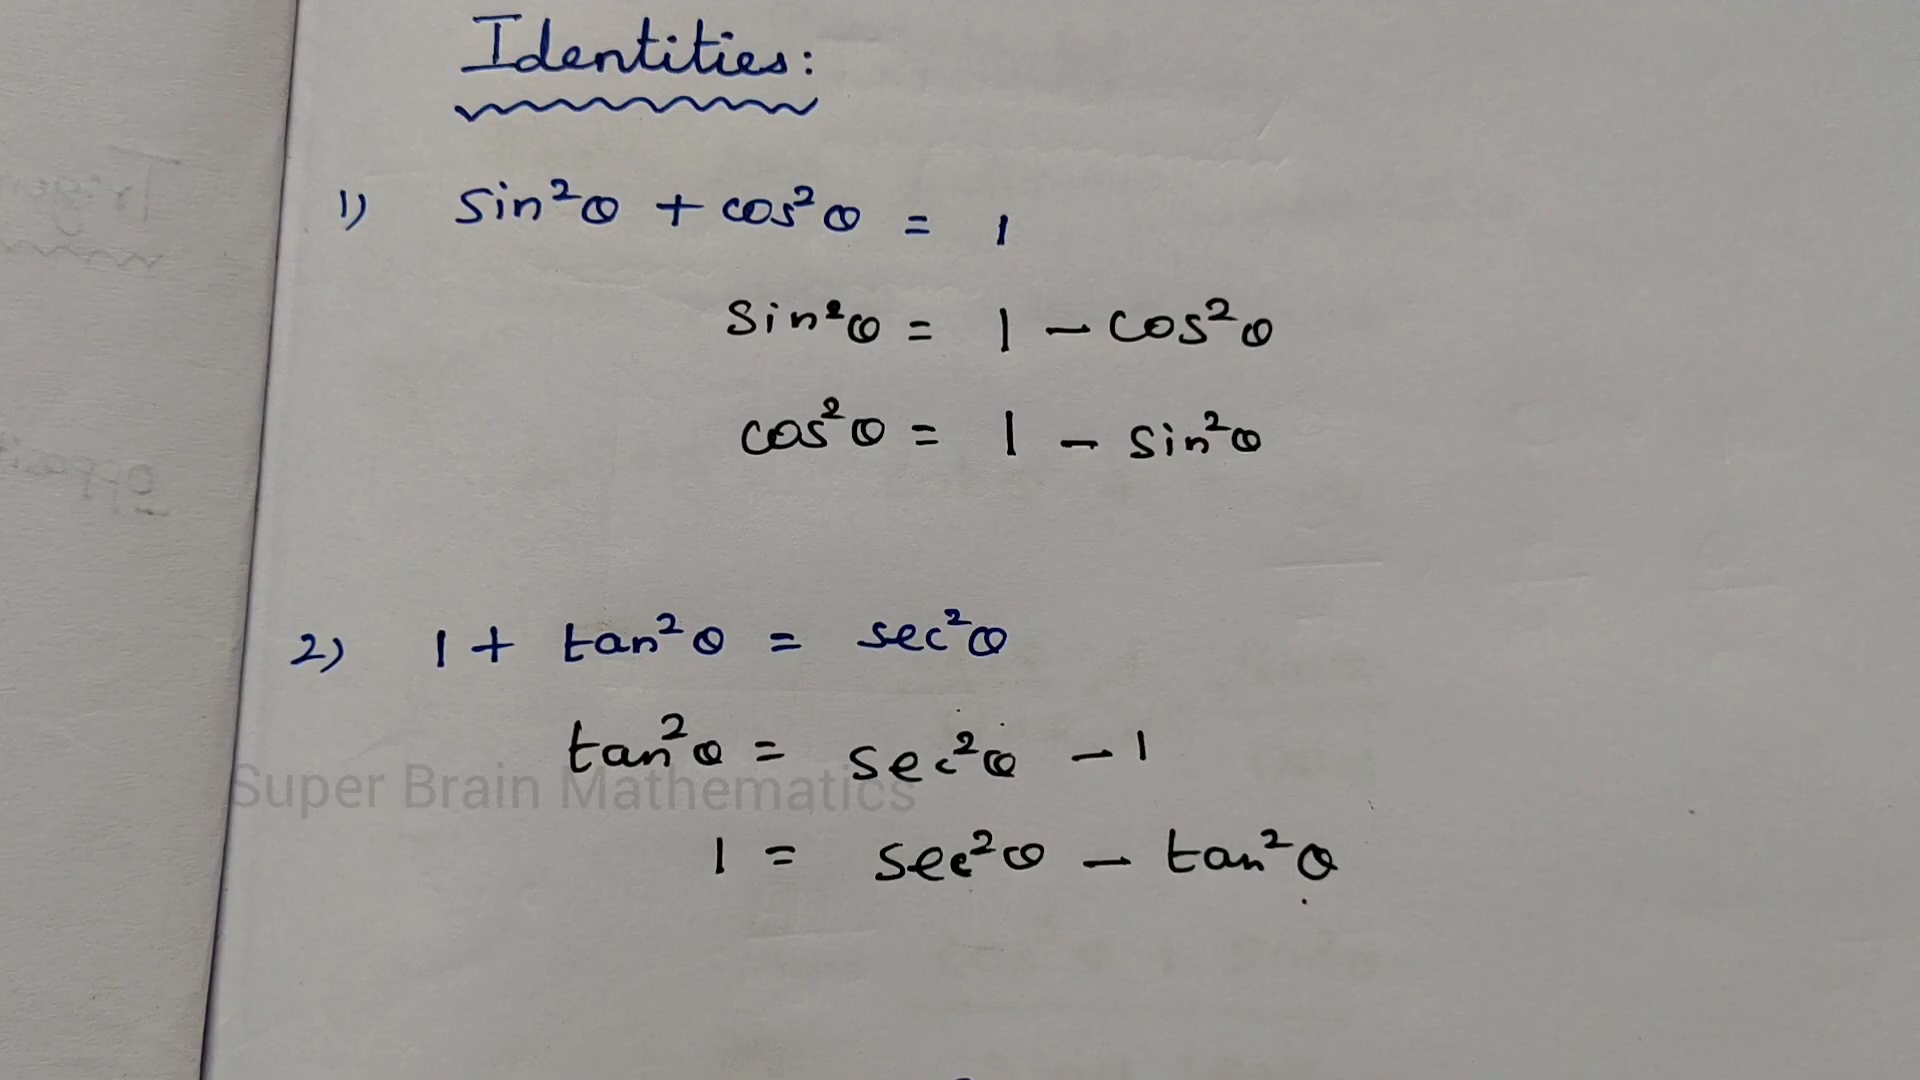 Identities:
1) sin²θ + cos²θ = 1
sin²θ = 1 - cos²θ
cos²θ = 1 - sin²θ
2) 1 + tan²θ = sec²θ
tan²θ = sec²θ - 1
Super Brain Mathematics
1 = sec²θ - tan²θ